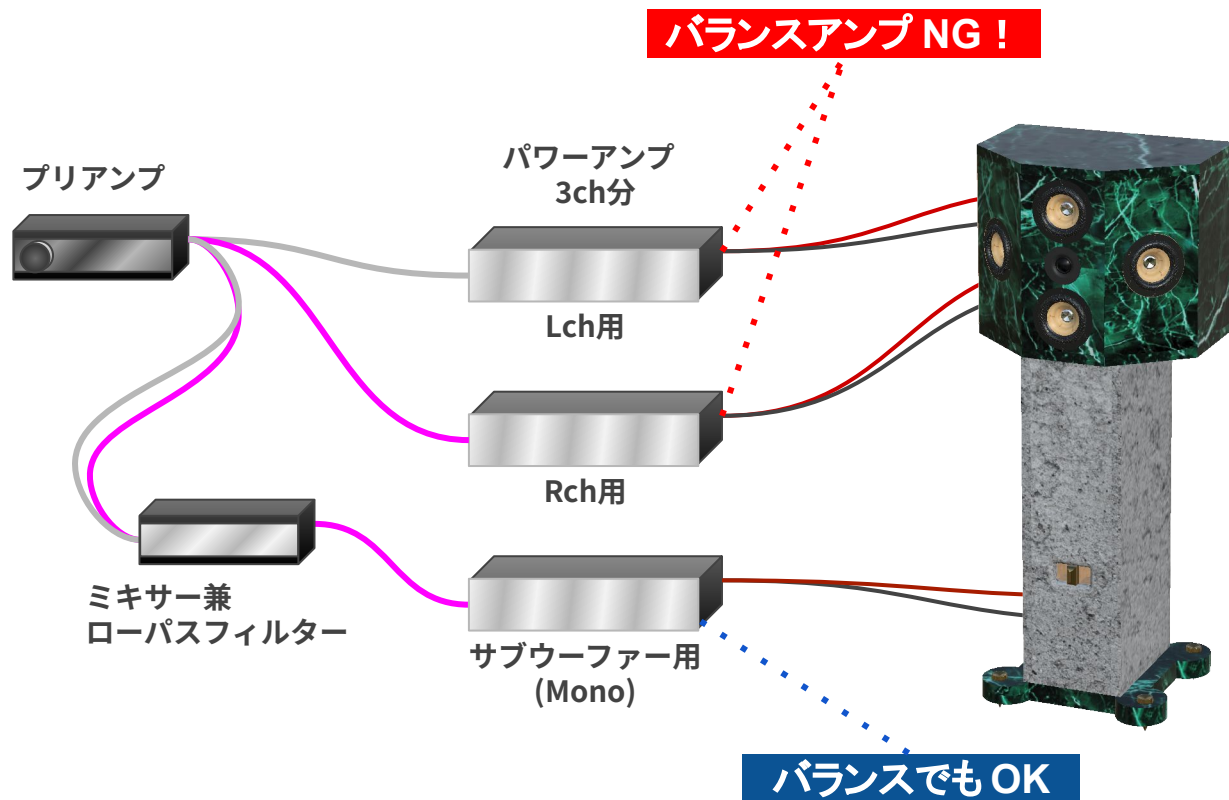 バランスアンプ NG！
プリアンプ
パワーアンプ
3ch分
Lch用
Rch用
ミキサー兼
ローパスフィルター
サブウーファー用
(Mono)
バランスでも OK